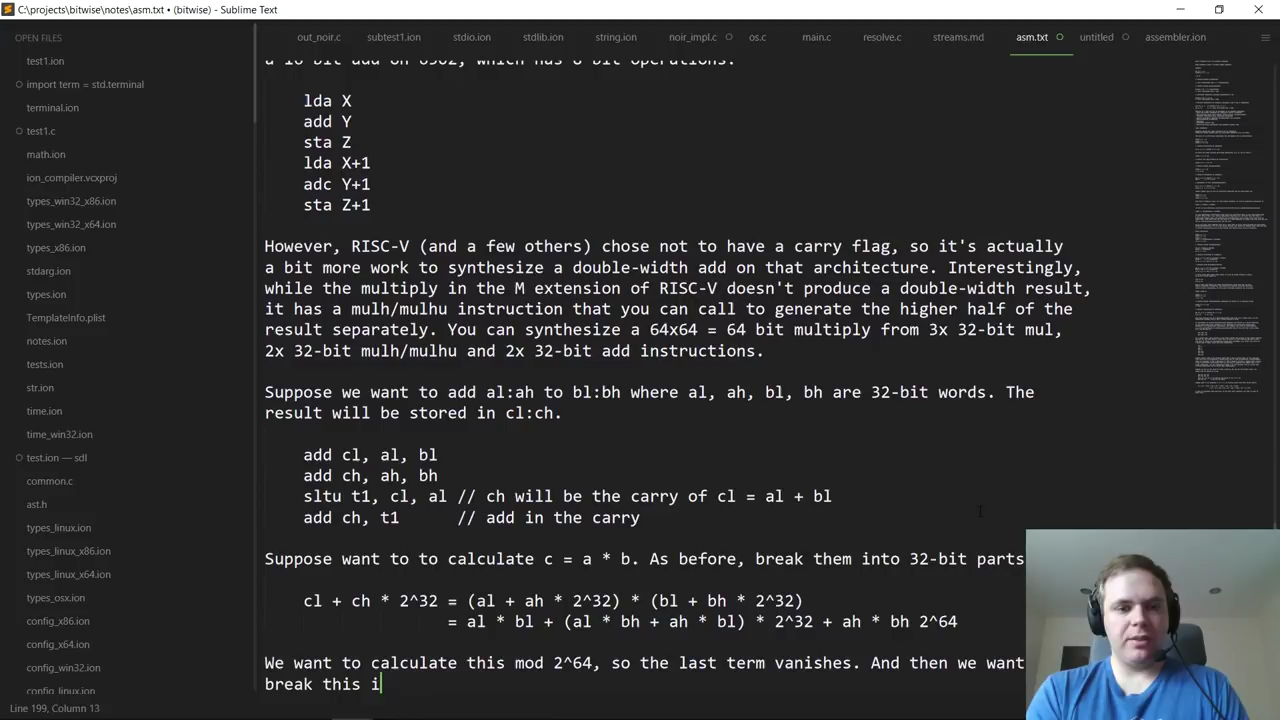 C:\projects\bitwise\notes\asm.txt • (bitwise) - Sublime Text
OPEN FILES
out_noir.c subtest1.ion stdio.ion stdlib.ion string.ion noir_impl.c os.c main.c resolve.c streams.md asm.txt untitled assembler.ion
test1.ion
import term = std.terminal
terminal.ion
test1.c
math.ion
ion_compiler.vcxproj
types_win32_x86.ion
types_win32_x64.ion
types_x86.ion
stdarg.ion
types.ion
TemplateInfo.plist
notes.ion
tests.ion
str.ion
time.ion
time_win32.ion
test.ion — sdl
common.c
ast.h
types_linux.ion
types_linux_x86.ion
types_linux_x64.ion
types_osx.ion
config_x86.ion
config_x64.ion
config_win32.ion
config_linux.ion
a 16-bit add on 6502, which has 8-bit operations:
lda X
add Y
sta Z
lda X+1
adc Y+1
sta Z+1
However, RISC-V (and a few others) chose not to have a carry flag, so it's actually
a bit more work to synthesize a double-width add on that architecture. Interestingly,
while the multiply in the M extension of RISC-V doesn't produce a double-width result,
it has a mulh/mulhu instruction that you can call to generate the higher half of the
result separately. You can synthesize a 64x64 = 64 bit multiply from 3x 32-bit mul,
2x 32-bit mulh/mulhu and 2x 32-bit add instructions.
Suppose want to add al:ah to bl:bh where al, ah, bl, bh are 32-bit words. The
result will be stored in cl:ch.
add cl, al, bl
add ch, ah, bh
sltu t1, cl, al // ch will be the carry of cl = al + bl
add ch, t1 // add in the carry
Suppose want to to calculate c = a * b. As before, break them into 32-bit parts
cl + ch * 2^32 = (al + ah * 2^32) * (bl + bh * 2^32)
= al * bl + (al * bh + ah * bl) * 2^32 + ah * bh 2^64
We want to calculate this mod 2^64, so the last term vanishes. And then we want
break this i
Line 199, Column 13